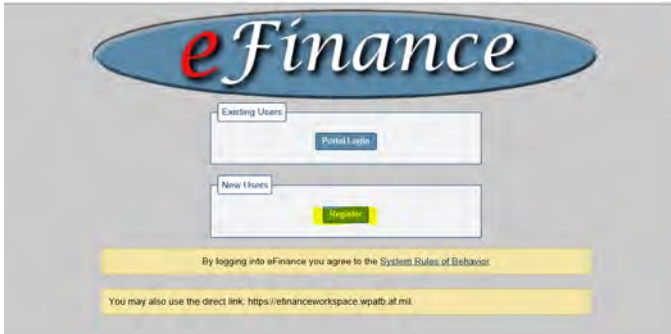 eFinance
Existing Users
Portal Login
New Users
Register
By logging into eFinance you agree to the System Rules of Behavior
You may also use the direct link: https://efinanceworkspace.wpafb.af.mil